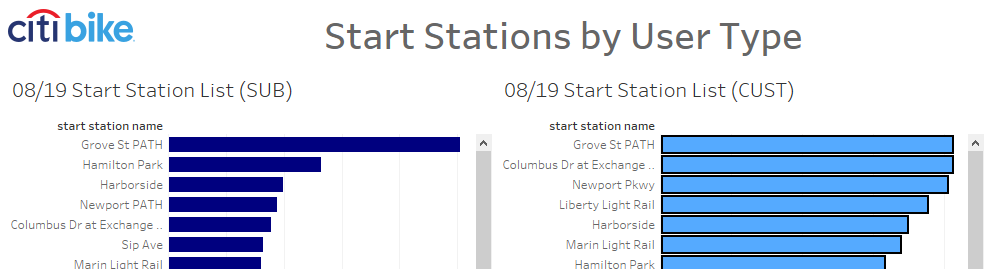 citi bike
Start Stations by User Type
08/19 Start Station List (SUB)
start station name
Grove St PATH
Hamilton Park
Harborside
Newport PATH
Columbus Dr at Exchange ..
Sip Ave
Marin Light Rail
08/19 Start Station List (CUST)
start station name
Grove St PATH
Columbus Dr at Exchange ..
Newport Pkwy
Liberty Light Rail
Harborside
Marin Light Rail
Hamilton Park